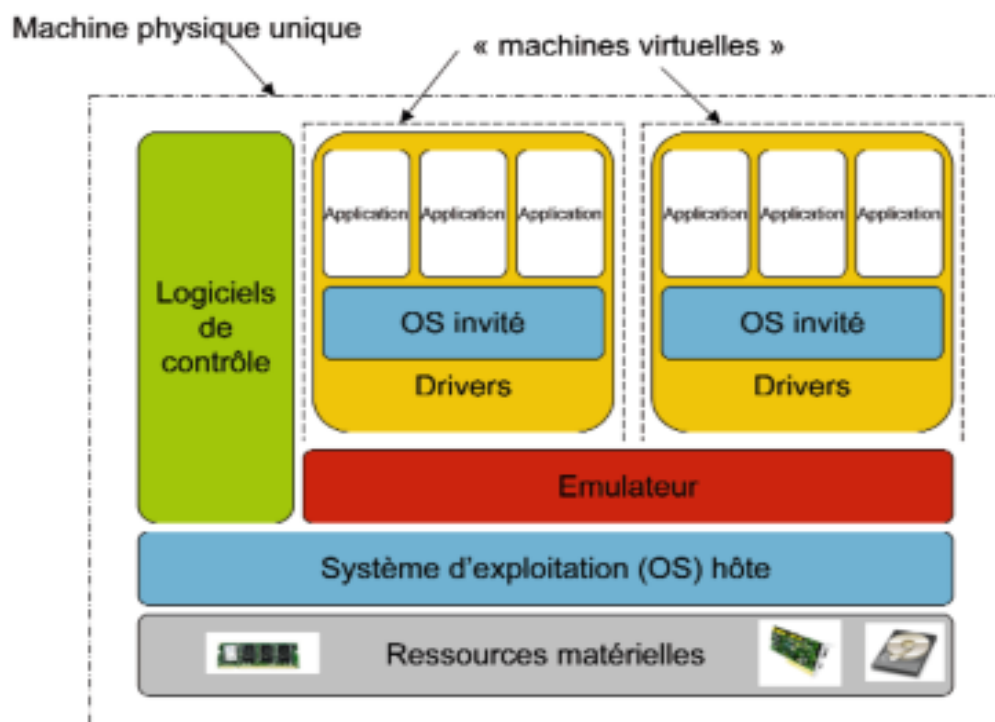 Machine physique unique
« machines virtuelles »
Application Application Application
Application Application Application
Logiciels
de
contrôle
OS invité
OS invité
Drivers
Drivers
Emulateur
Système d'exploitation (OS) hôte
Ressources matérielles